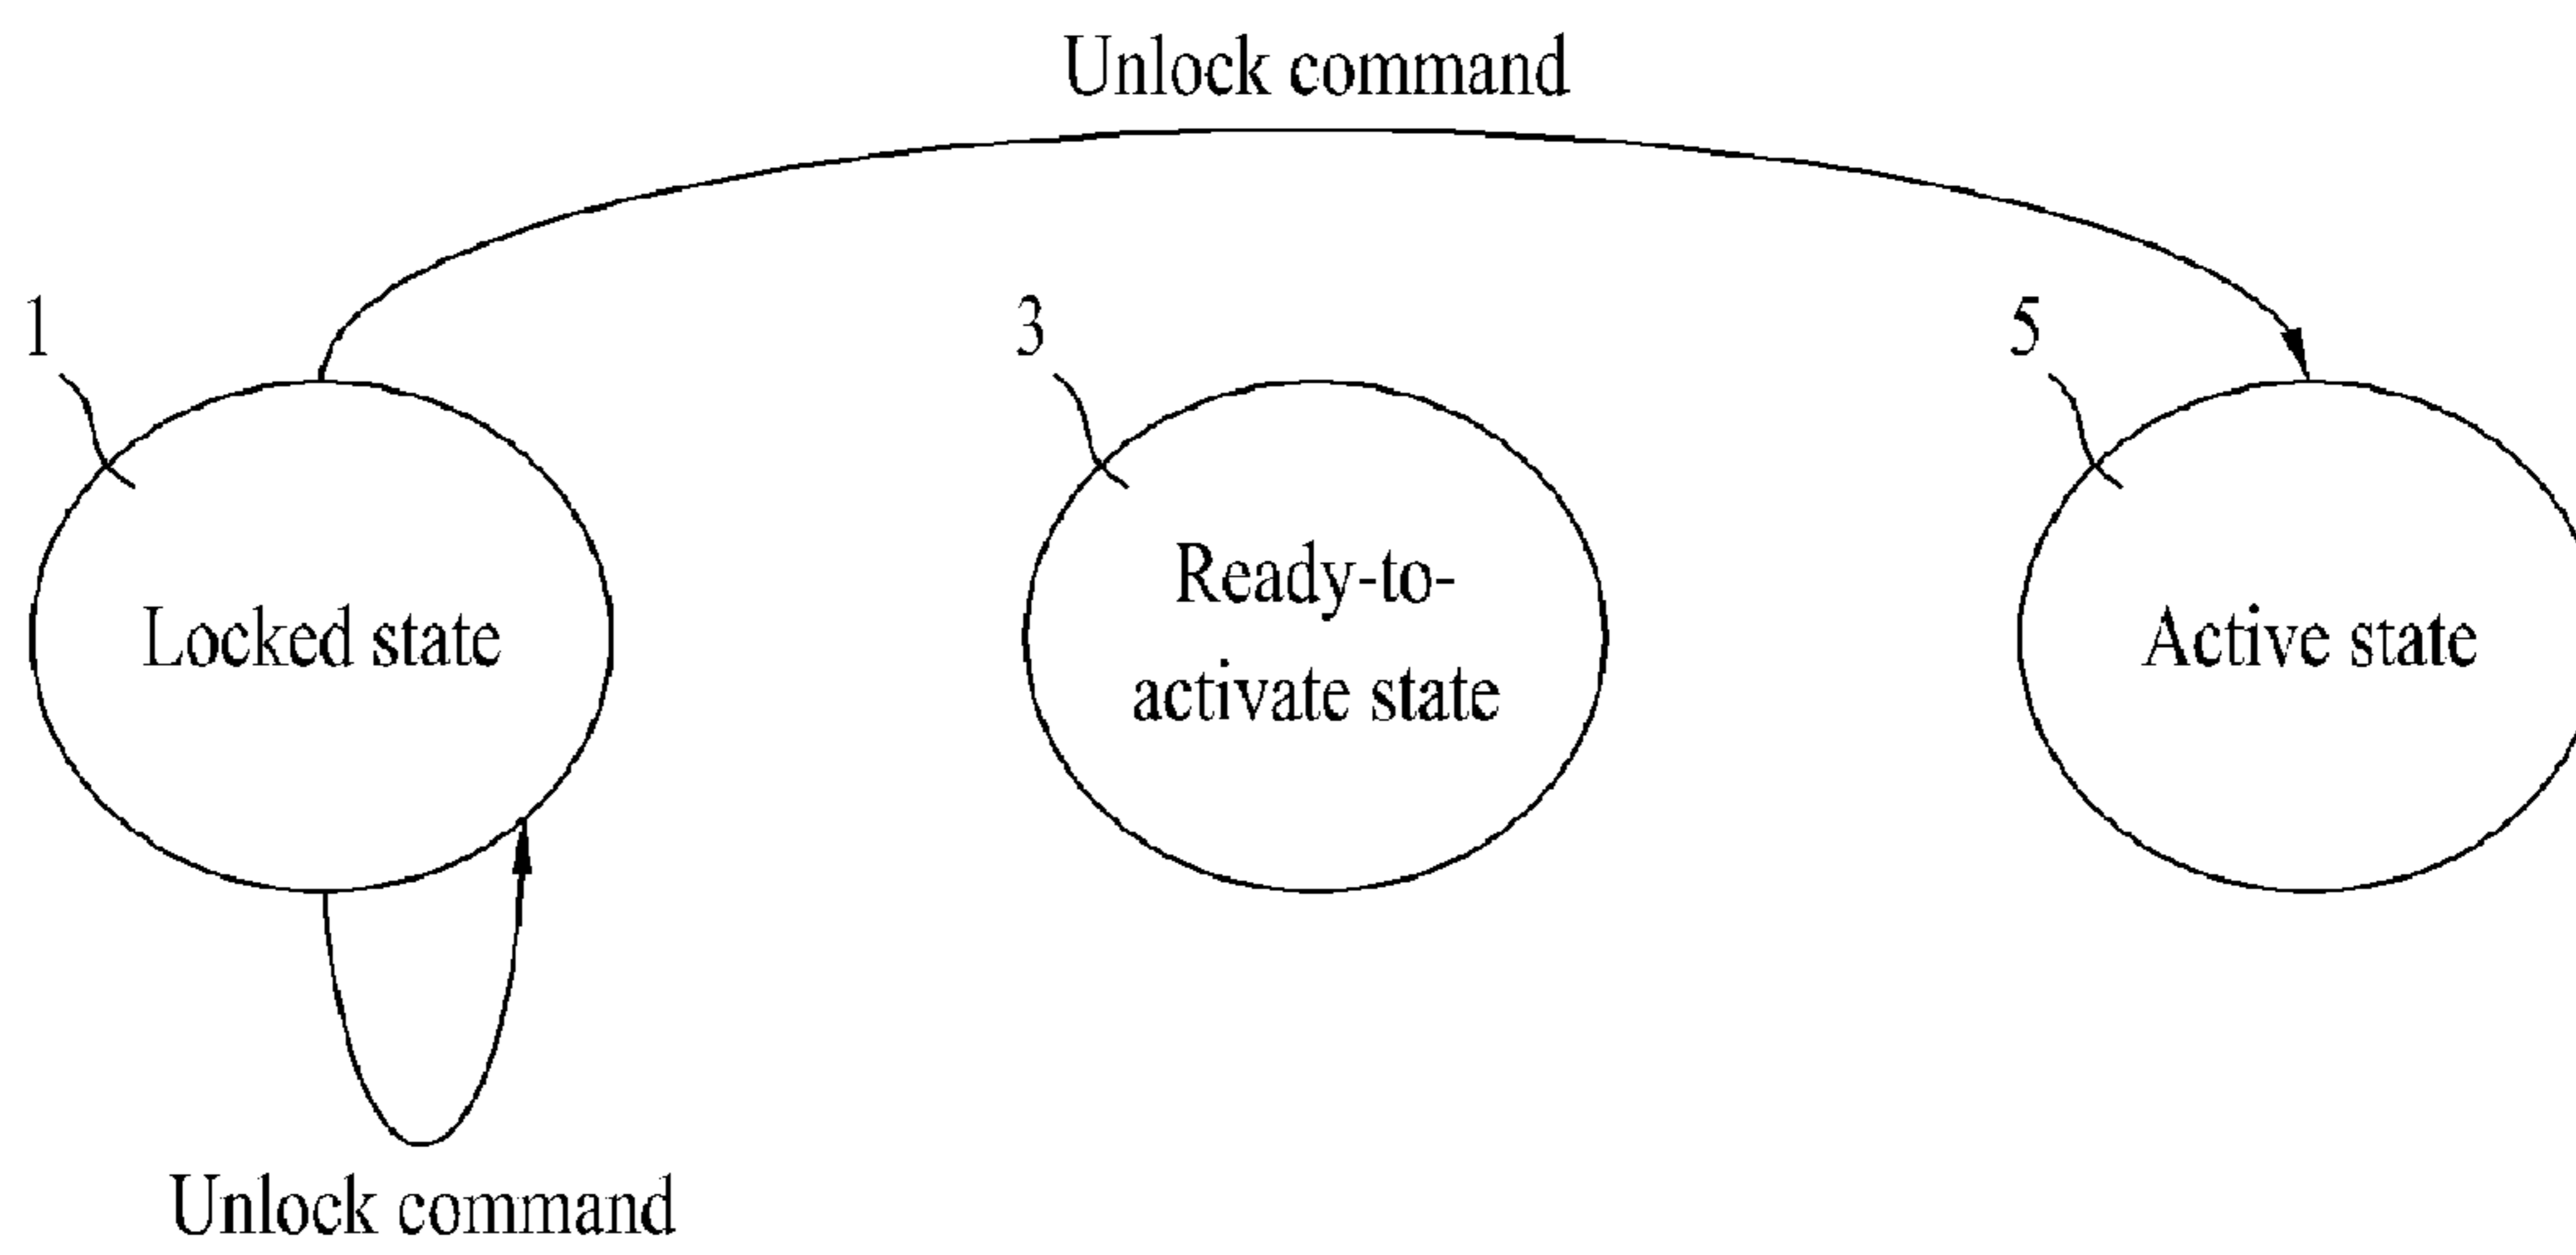 Unlock command
1
3
5
Locked state
Ready-to-
activate state
Active state
Unlock command